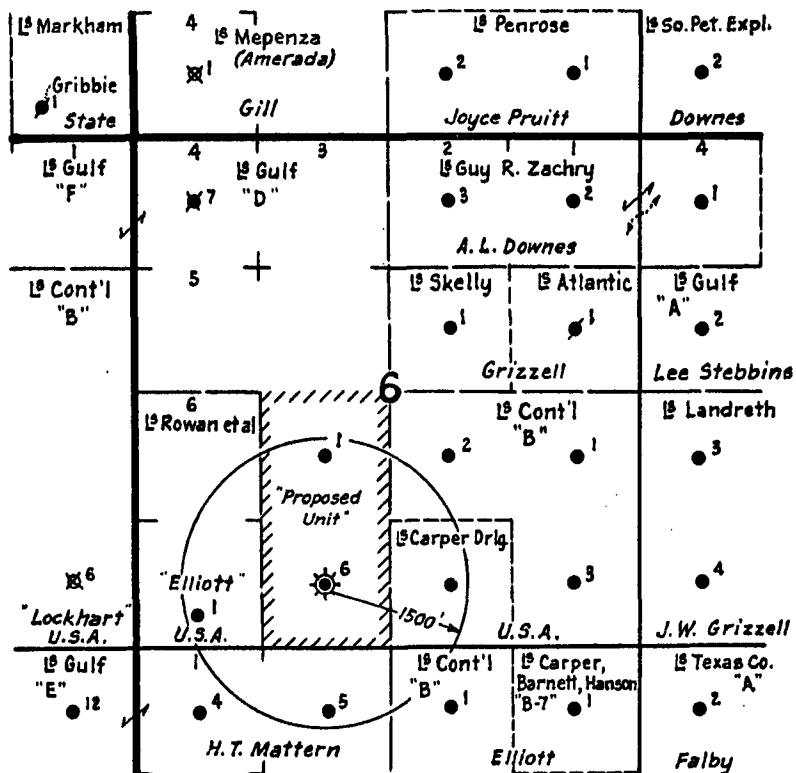 Ls Markham
4
Ls Mepenza
(Amerada)
Ls Penrose
Ls So. Pet. Expl.
1
2
1
2
Gribbie
1
State
Gill
Joyce Pruitt
Downes
1
4
3
2
1
4
Ls Gulf
"F"
Ls Gulf
"D"
Ls Guy R. Zachry
7
3
2
1
A.L. Downes
Ls Cont'l
"B"
5
Ls Skelly
Ls Atlantic
Ls Gulf
"A"
1
1
2
Grizzell
Lee Stebbins
6
6
Ls Rowan et al
Ls Cont'l
"B"
Ls Landreth
1
2
1
3
"Proposed
Unit"
Ls Carper Drlg.
6
6
3
4
"Elliott"
1
1500'
"Lockhart"
U.S.A.
U.S.A.
U.S.A.
J.W. Grizzell
Ls Gulf
"E"
1
Ls Cont'l
"B"
Ls Carper,
Barnett, Hanson
"B-7"
Ls Texas Co.
"A"
12
4
5
1
1
2
H.T. Mattern
Elliott
Falby